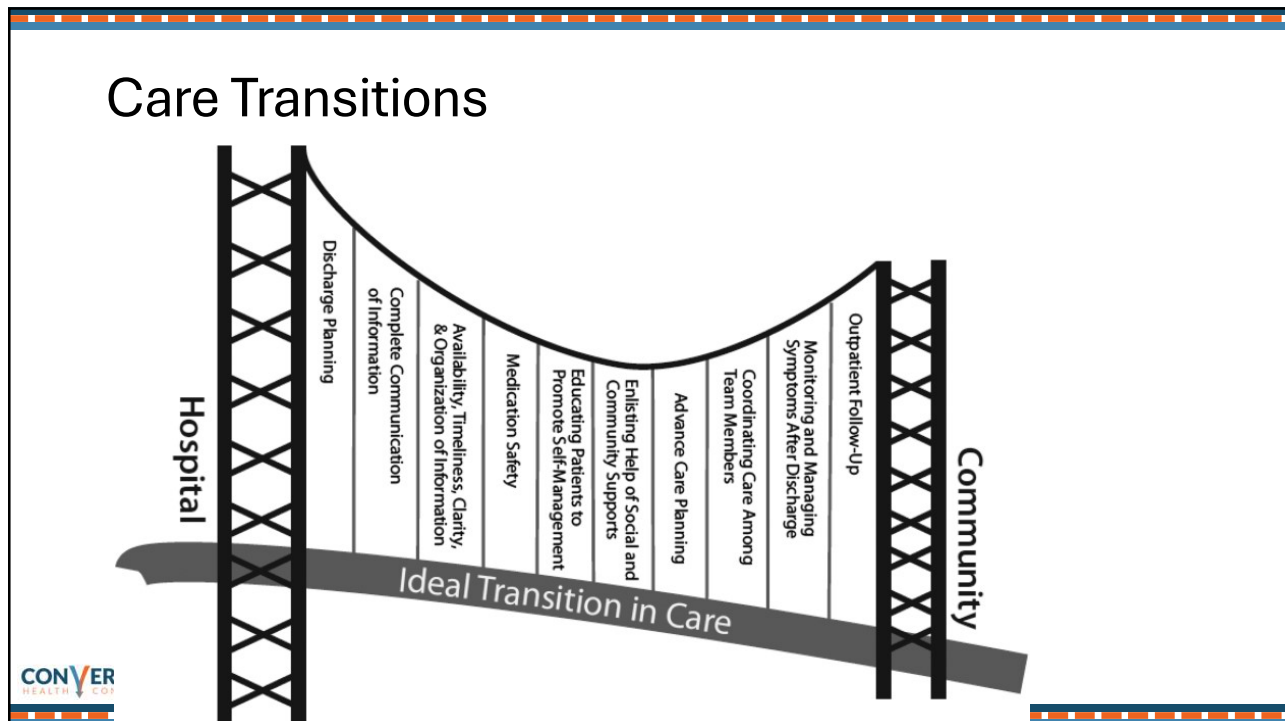 Care Transitions
Hospital
Discharge Planning
Complete Communication
of Information
Availability, Timeliness, Clarity,
& Organization of Information
Medication Safety
Educating Patients to
Promote Self-Management
Enlisting Help of Social and
Community Supports
Advance Care Planning
Coordinating Care Among
Team Members
Monitoring and Managing
Symptoms After Discharge
Outpatient Follow-Up
Community
Ideal Transition in Care
CONVER
HEALTH CO